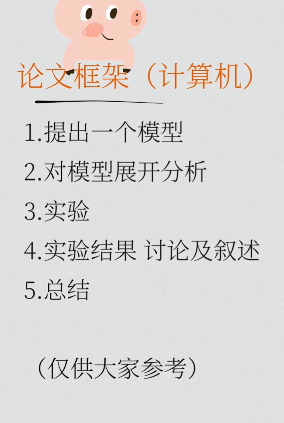 论文框架（计算机）
1.提出一个模型
2.对模型展开分析
3.实验
4.实验结果 讨论及叙述
5.总结
（仅供大家参考）